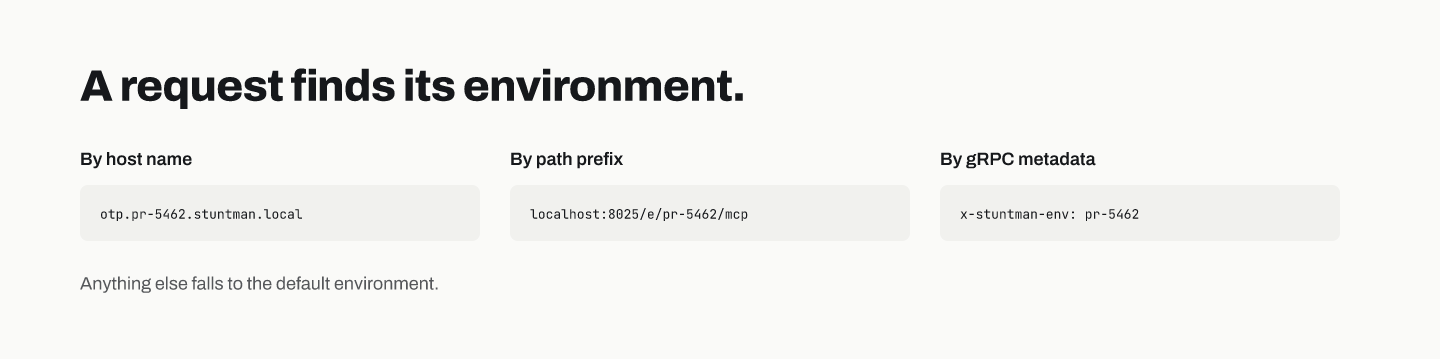 A request finds its environment.
By host name
otp.pr-5462.stuntman.local
By path prefix
localhost:8025/e/pr-5462/mcp
By gRPC metadata
x-stuntman-env: pr-5462
Anything else falls to the default environment.